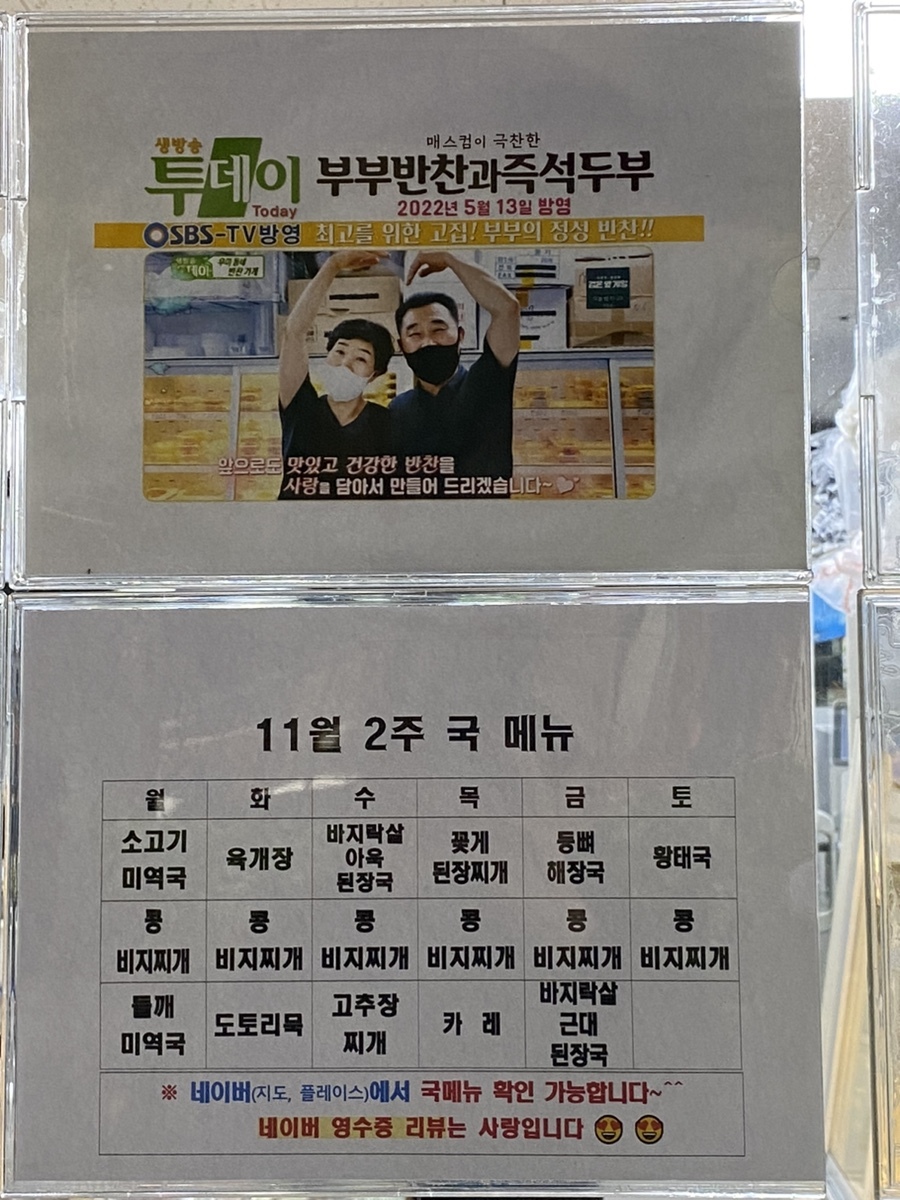 생방송
투데이
Today
매스컴이 극찬한
부부반찬과즉석두부
2022년 5월 13일 방영
SBS-TV방영 최고를 위한 고집! 부부의 정성 반찬!!
우리 동네
반찬 가게
앞으로도 맛있고 건강한 반찬을
사랑을 담아서 만들어 드리겠습니다~
11월 2주 국 메뉴
월 화 수 목 금 토
소고기 미역국 육개장 바지락살 아욱 된장국 꽃게 된장찌개 등뼈 해장국 황태국
콩 비지찌개 콩 비지찌개 콩 비지찌개 콩 비지찌개 콩 비지찌개 콩 비지찌개
들깨 미역국 도토리묵 고추장 찌개 카 레 바지락살 근대 된장국
※ 네이버(지도, 플레이스)에서 국메뉴 확인 가능합니다~^^
네이버 영수증 리뷰는 사랑입니다 😍 😍